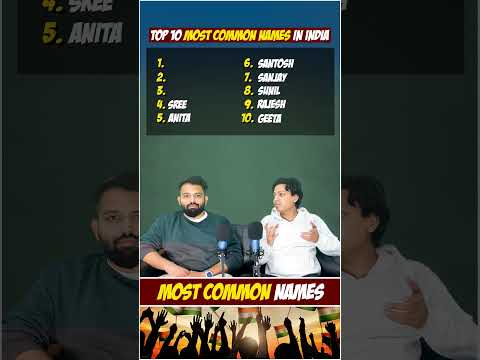 4. SREE
5. ANITA
TOP 10 MOST COMMON NAMES IN INDIA
1.
2.
3.
4. SREE
5. ANITA
6. SANTOSH
7. SANJAY
8. SUNIL
9. RAJESH
10. GEETA
MOST COMMON NAMES